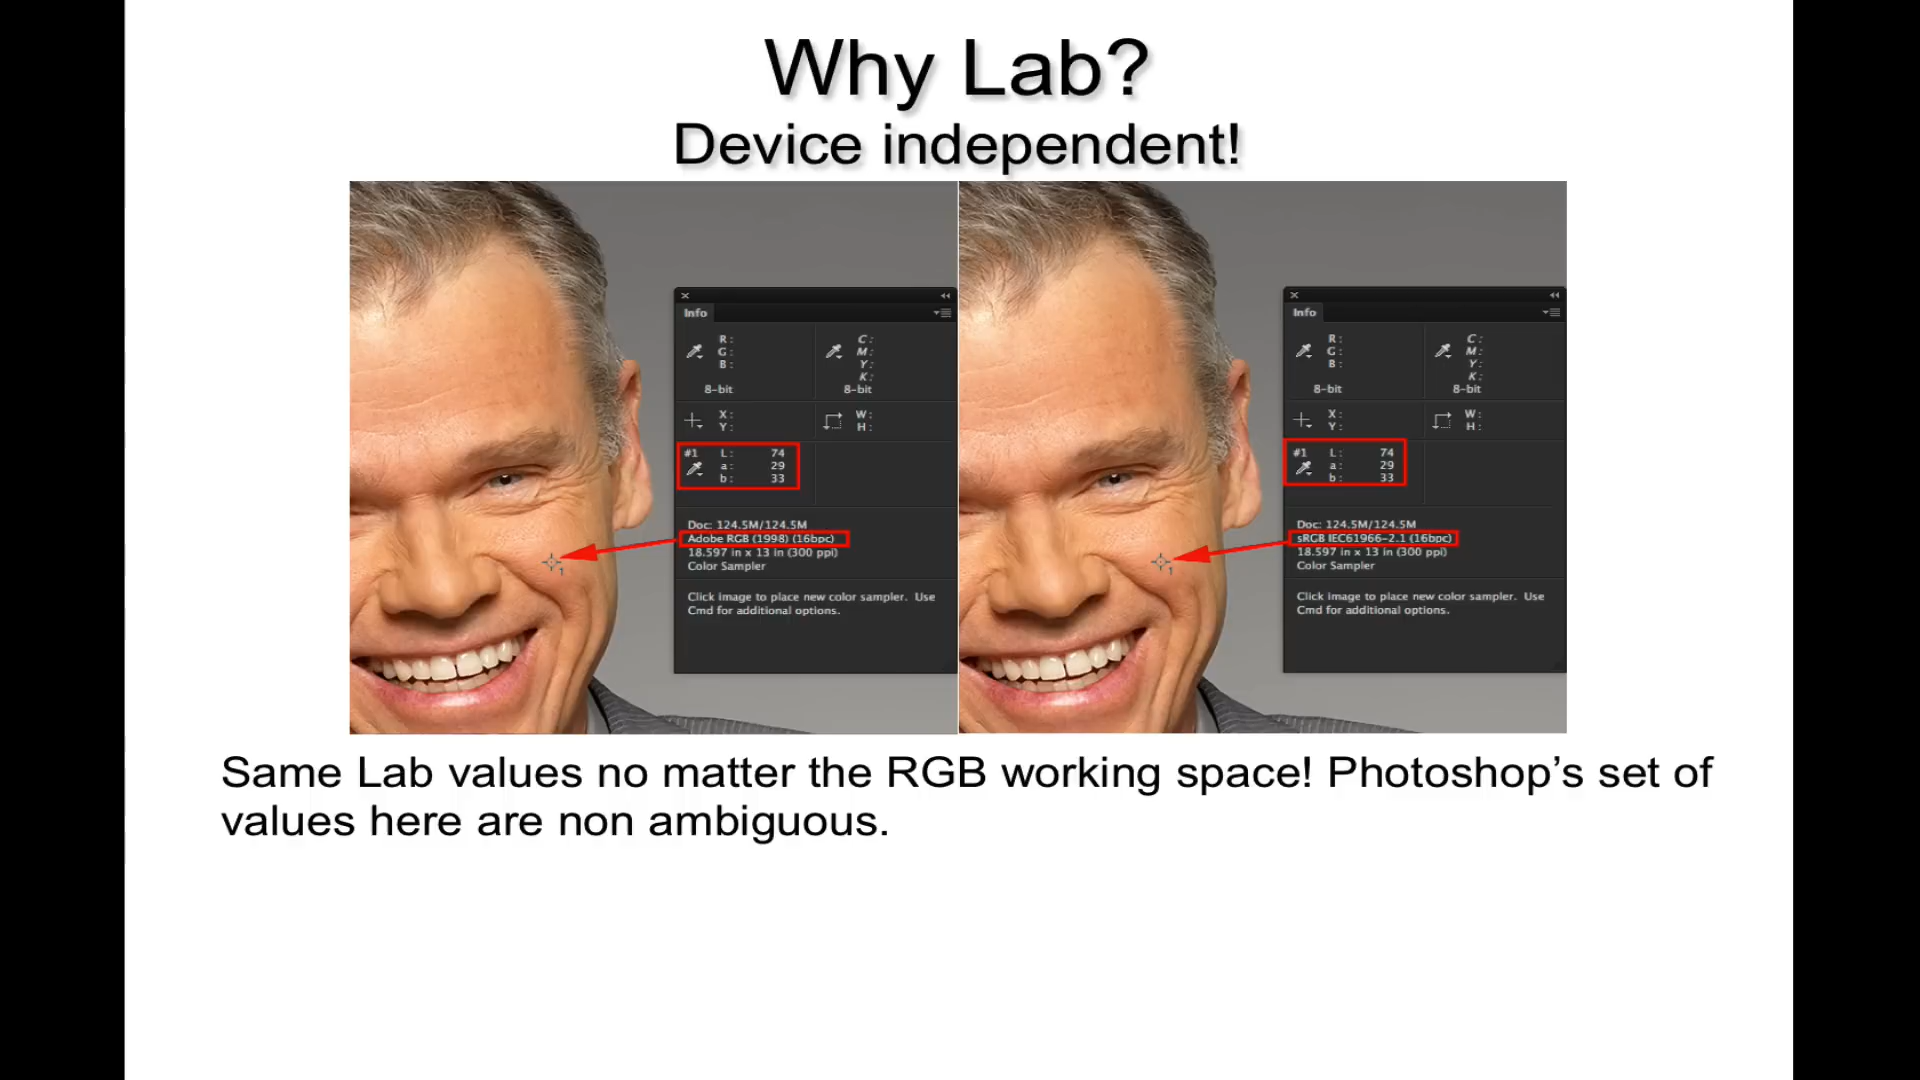 Why Lab?
Device independent!
Info
R:
G:
B:
8-bit
C:
M:
Y:
K:
8-bit
X:
Y:
W:
H:
#1 L: 74
a: 29
b: 33
Doc: 124.5M/124.5M
Adobe RGB (1998) (16bpc)
18.597 in x 13 in (300 ppi)
Color Sampler
Click image to place new color sampler. Use
Cmd for additional options.
1
Info
R:
G:
B:
8-bit
C:
M:
Y:
K:
8-bit
X:
Y:
W:
H:
#1 L: 74
a: 29
b: 33
Doc: 124.5M/124.5M
sRGB IEC61966-2.1 (16bpc)
18.597 in x 13 in (300 ppi)
Color Sampler
Click image to place new color sampler. Use
Cmd for additional options.
1
Same Lab values no matter the RGB working space! Photoshop’s set of
values here are non ambiguous.